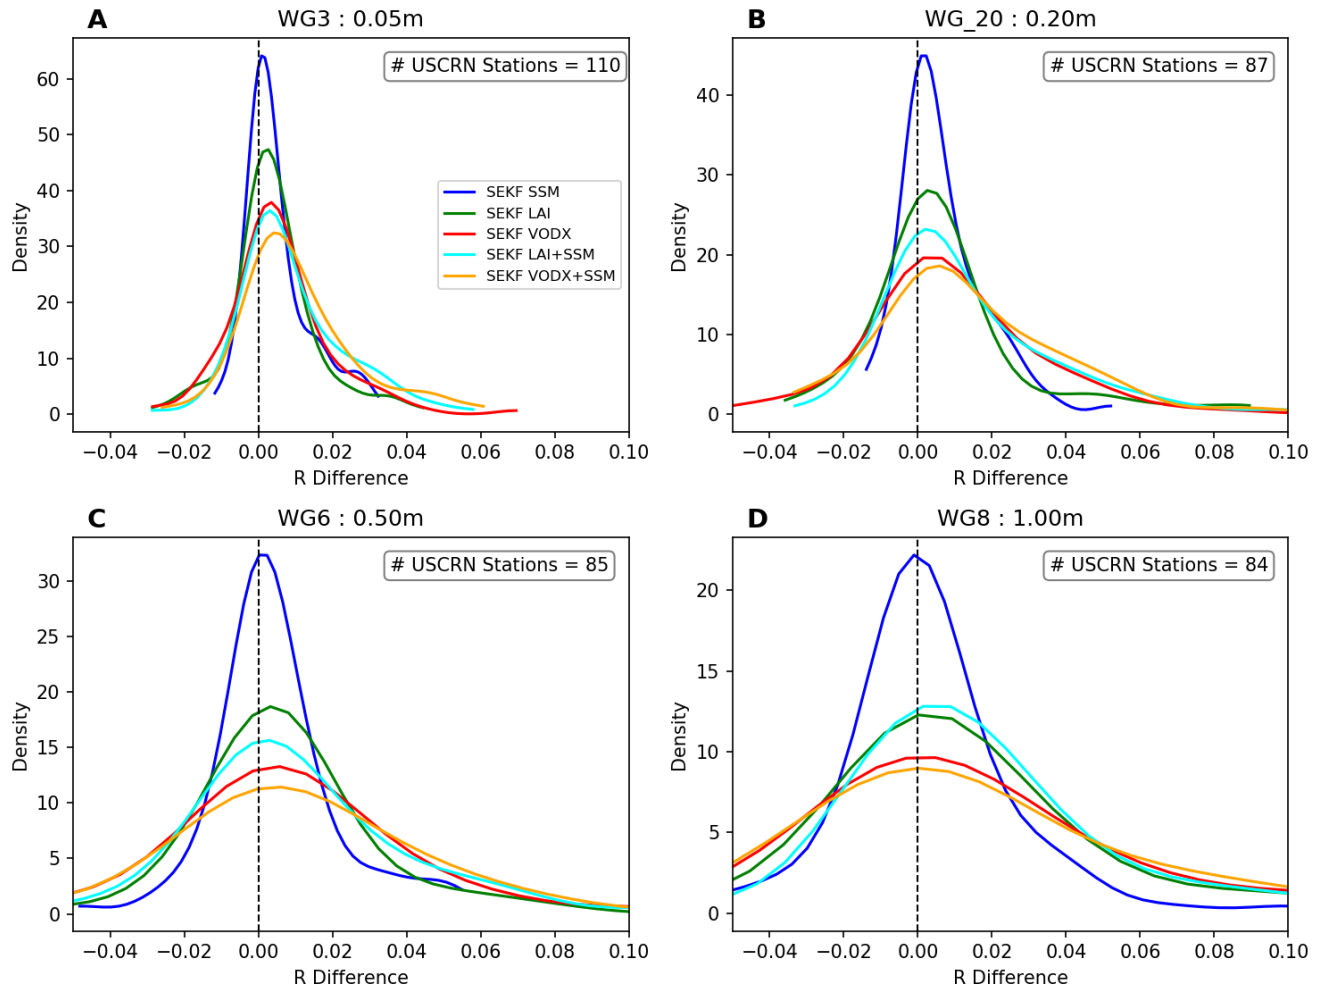 A
WG3 : 0.05m
# USCRN Stations = 110
SEKF SSM
SEKF LAI
SEKF VODX
SEKF LAI+SSM
SEKF VODX+SSM
Density
60
50
40
30
20
10
0
−0.04 −0.02 0.00 0.02 0.04 0.06 0.08 0.10
R Difference
B
WG_20 : 0.20m
# USCRN Stations = 87
Density
40
30
20
10
0
−0.04 −0.02 0.00 0.02 0.04 0.06 0.08 0.10
R Difference
C
WG6 : 0.50m
# USCRN Stations = 85
Density
30
25
20
15
10
5
0
−0.04 −0.02 0.00 0.02 0.04 0.06 0.08 0.10
R Difference
D
WG8 : 1.00m
# USCRN Stations = 84
Density
20
15
10
5
0
−0.04 −0.02 0.00 0.02 0.04 0.06 0.08 0.10
R Difference